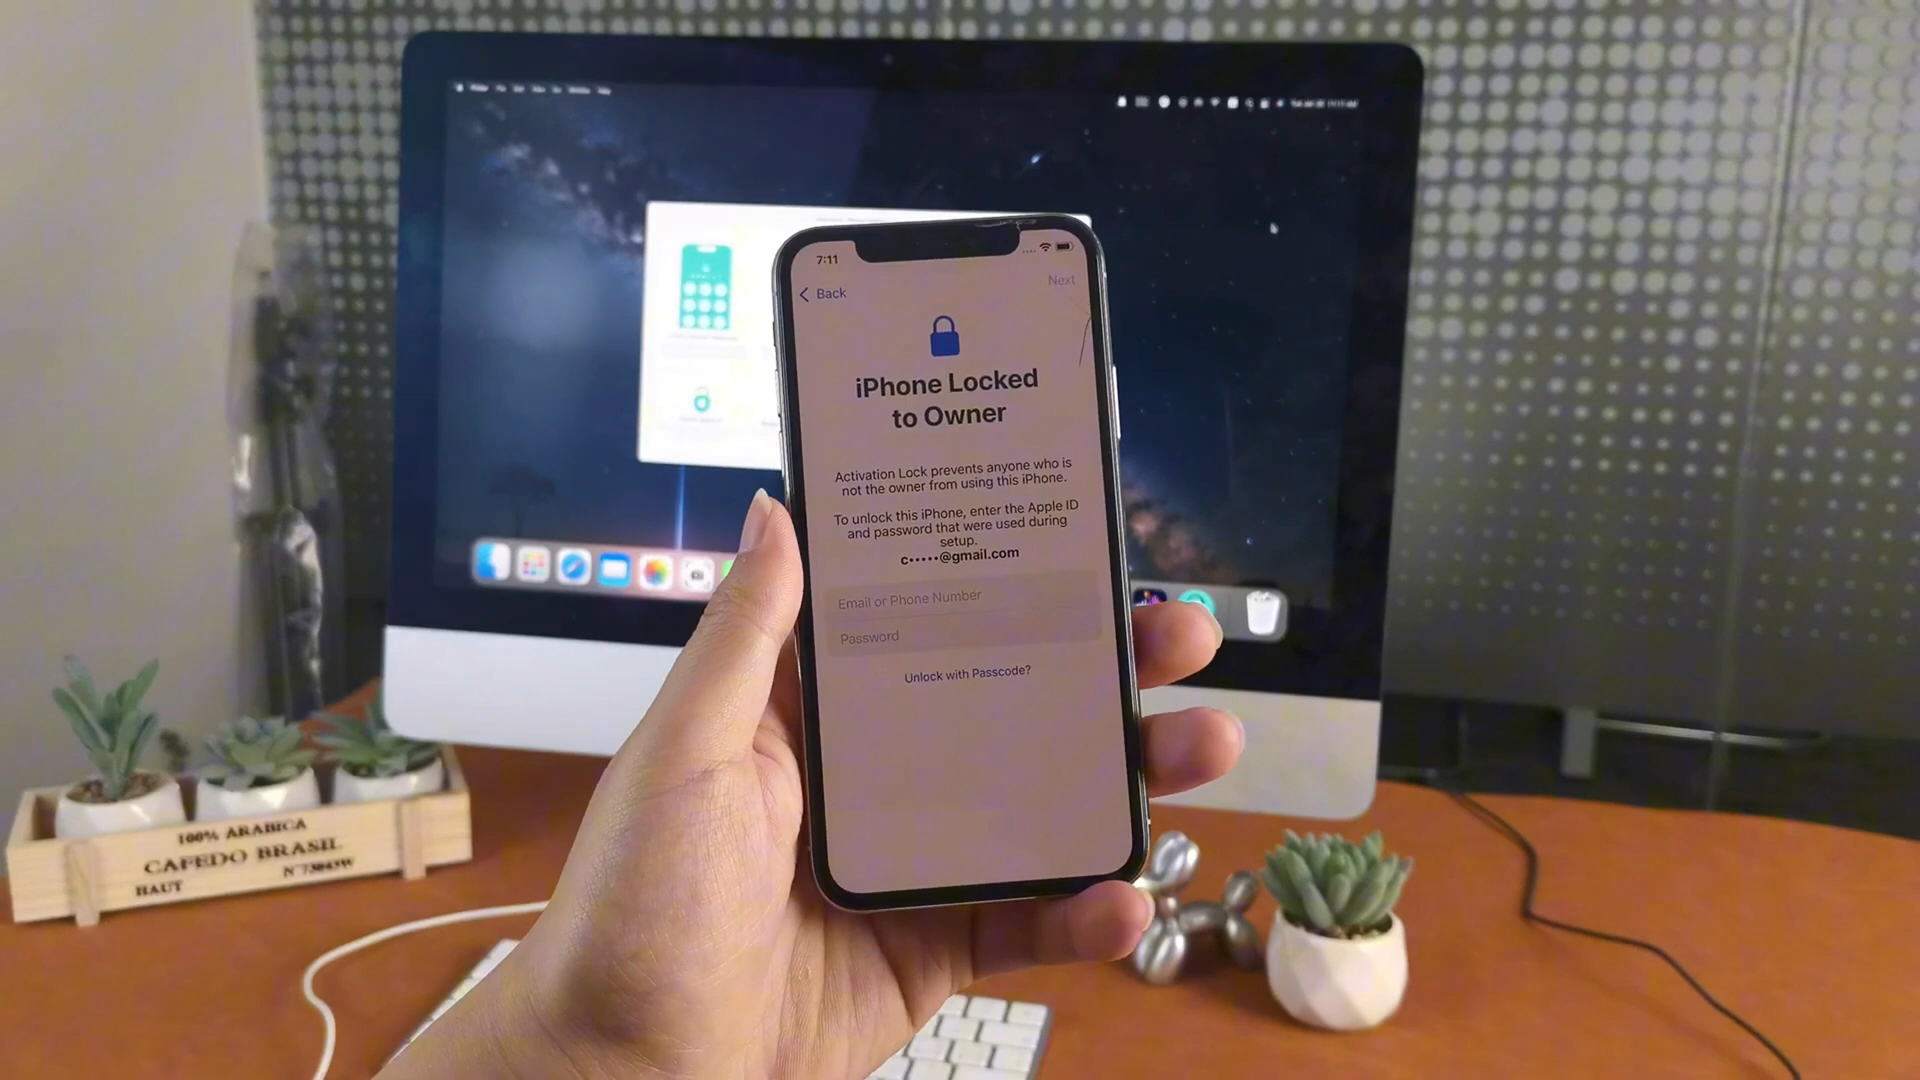 7:11
Back
Next
iPhone Locked
to Owner
Activation Lock prevents anyone who is
not the owner from using this iPhone.
To unlock this iPhone, enter the Apple ID
and password that were used during
setup.
c•••••@gmail.com
Email or Phone Number
Password
Unlock with Passcode?
100% ARABICA
CAFEDO BRASIL
HAUT N°73045W